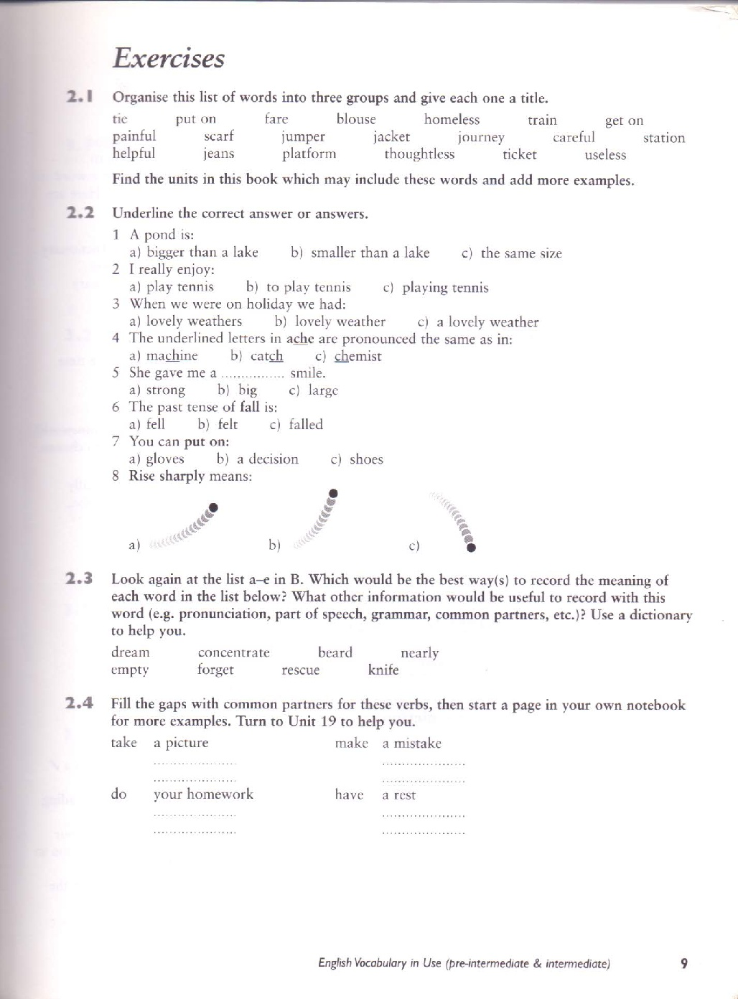 Exercises
2.1 Organise this list of words into three groups and give each one a title.
tie put on fare blouse homeless train get on
painful scarf jumper jacket journey careful station
helpful jeans platform thoughtless ticket useless
Find the units in this book which may include these words and add more examples.
2.2 Underline the correct answer or answers.
1 A pond is:
a) bigger than a lake b) smaller than a lake c) the same size
2 I really enjoy:
a) play tennis b) to play tennis c) playing tennis
3 When we were on holiday we had:
a) lovely weathers b) lovely weather c) a lovely weather
4 The underlined letters in ache are pronounced the same as in:
a) machine b) catch c) chemist
5 She gave me a ................ smile.
a) strong b) big c) large
6 The past tense of fall is:
a) fell b) felt c) falled
7 You can put on:
a) gloves b) a decision c) shoes
8 Rise sharply means:
a) b) c)
2.3 Look again at the list a–e in B. Which would be the best way(s) to record the meaning of
each word in the list below? What other information would be useful to record with this
word (e.g. pronunciation, part of speech, grammar, common partners, etc.)? Use a dictionary
to help you.
dream concentrate beard nearly
empty forget rescue knife
2.4 Fill the gaps with common partners for these verbs, then start a page in your own notebook
for more examples. Turn to Unit 19 to help you.
take a picture make a mistake
..................... .....................
..................... .....................
do your homework have a rest
..................... .....................
..................... .....................
English Vocabulary in Use (pre-intermediate & intermediate) 9